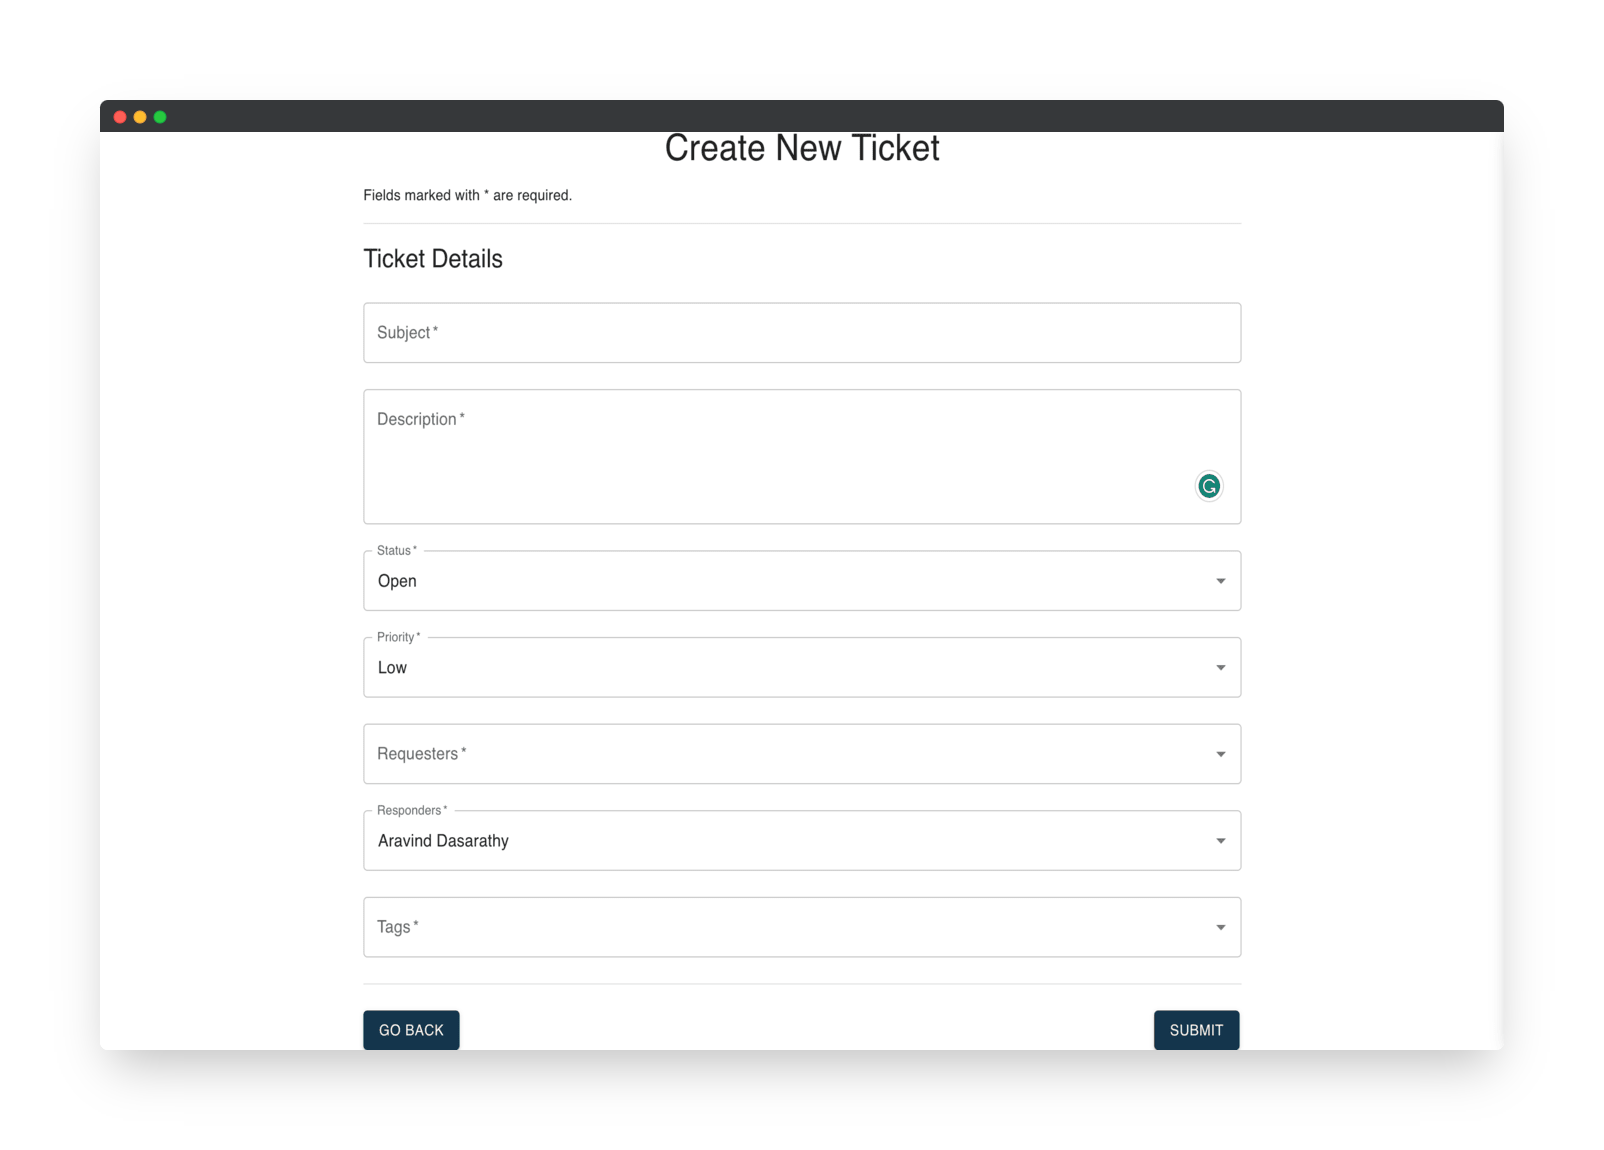 Create New Ticket
Fields marked with * are required.
Ticket Details
Subject *
Description *
Status *
Open
Priority *
Low
Requesters *
Responders *
Aravind Dasarathy
Tags *
GO BACK
SUBMIT